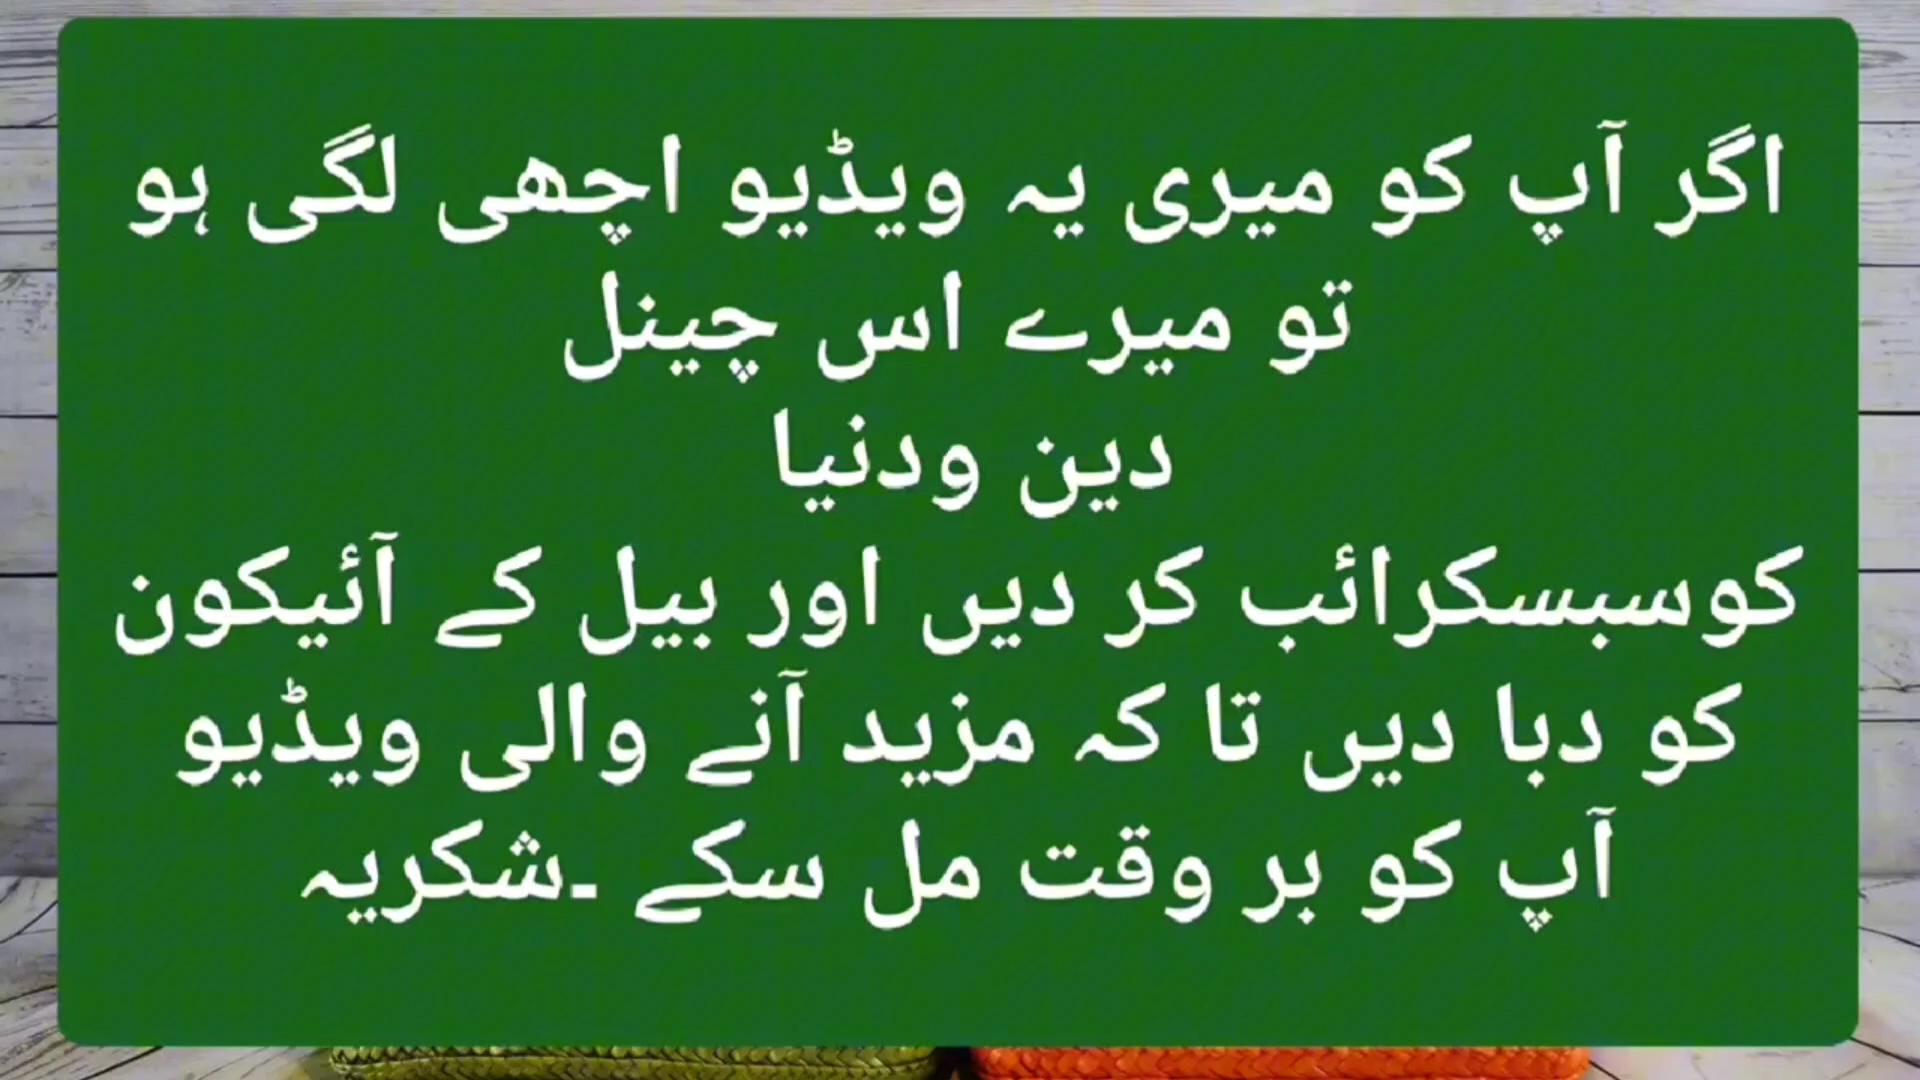 اگر آپ کو میری یہ ویڈیو اچھی لگی ہو
تو میرے اس چینل
دین ودنیا
کوسبسکرائب کر دیں اور بیل کے آئیکون
کو دبا دیں تا کہ مزید آنے والی ویڈیو
آپ کو بر وقت مل سکے ۔شکریہ